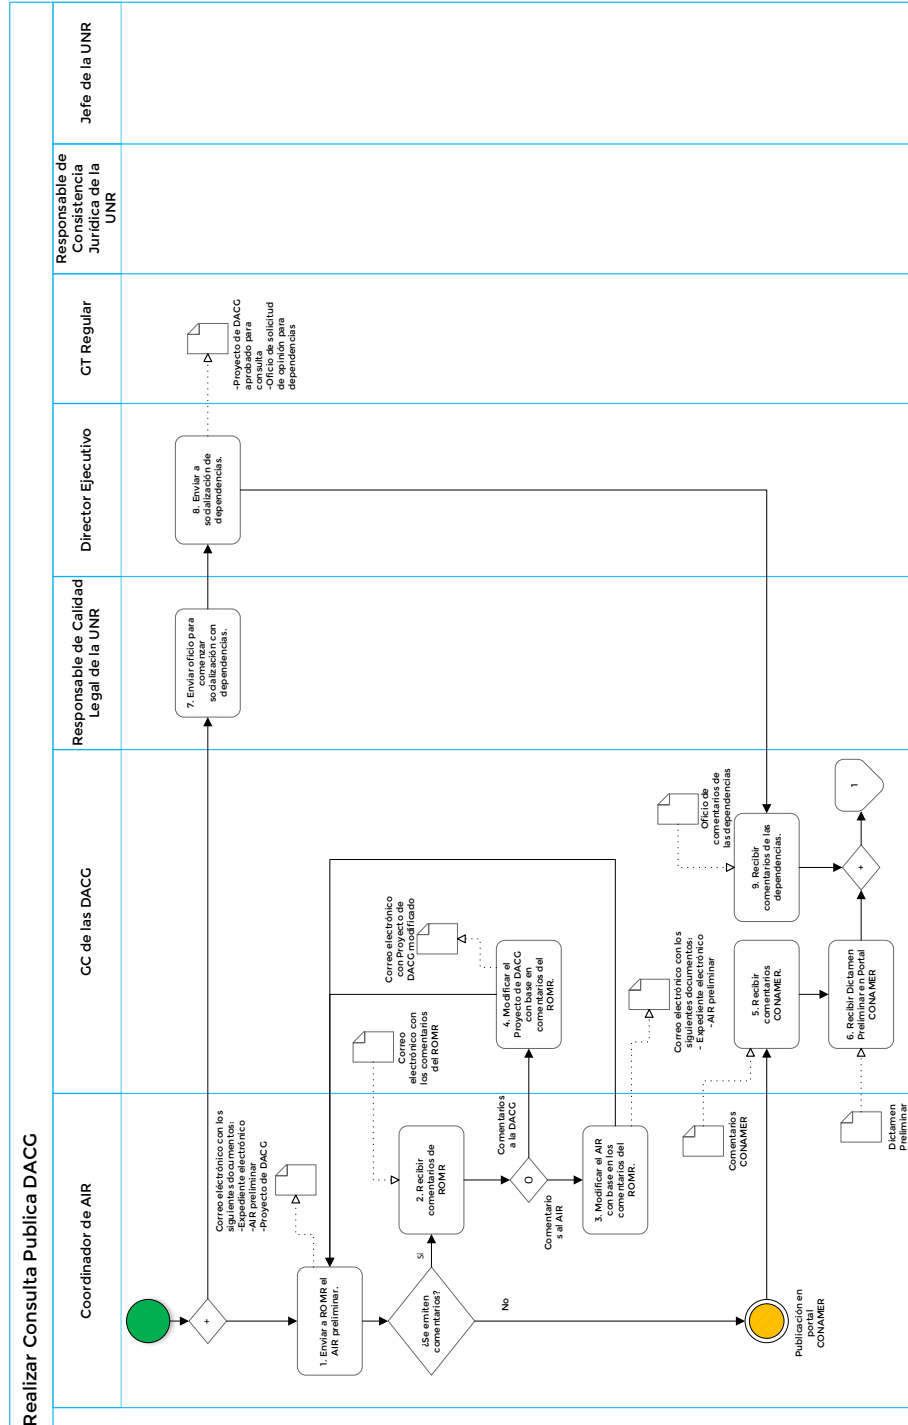 Realizar Consulta Publica DACG
Jefe de la UNR
Responsable de
Consistencia
Jurídica de la
UNR
GT Regular
Director Ejecutivo
Responsable de Calidad
Legal de la UNR
GC de las DACG
Coordinador de AIR
-Proyecto de DACG
aprobado para
consulta
-Oficio de solicitud
de opinión para
dependencias
8. Enviar a
socialización de
dependencias.
7. Enviar oficio para
comenzar
socialización con
dependencias.
Correo electrónico
con Proyecto de
DACG modificado
4. Modificar el
Proyecto de DACG
con base en
comentarios del
ROMR.
Correo
electrónico con
los comentarios
del ROMR
Oficio de
comentarios de
las dependencias
9. Recibir
comentarios de las
dependencias.
1
+
Correo electrónico con los
siguientes documentos:
- Expediente electrónico
-AIR preliminar
5. Recibir
comentarios
CONAMER.
6. Recibir Dictamen
Preliminar en Portal
CONAMER
Correo eléctrónico con los
siguientes documentos:
-Expediente electrónico
-AIR preliminar
-Proyecto de DACG
+
1. Enviar a ROMR el
AIR preliminar.
¿Se emiten
comentarios?
Sí
No
2. Recibir
comentarios de
ROMR
O
Comentarios
a la DACG
Comentario
s al AIR
3. Modificar el AIR
con base en los
comentarios del
ROMR.
Comentarios
CONAMER
Dictamen
Preliminar
Publicación en
portal
CONAMER